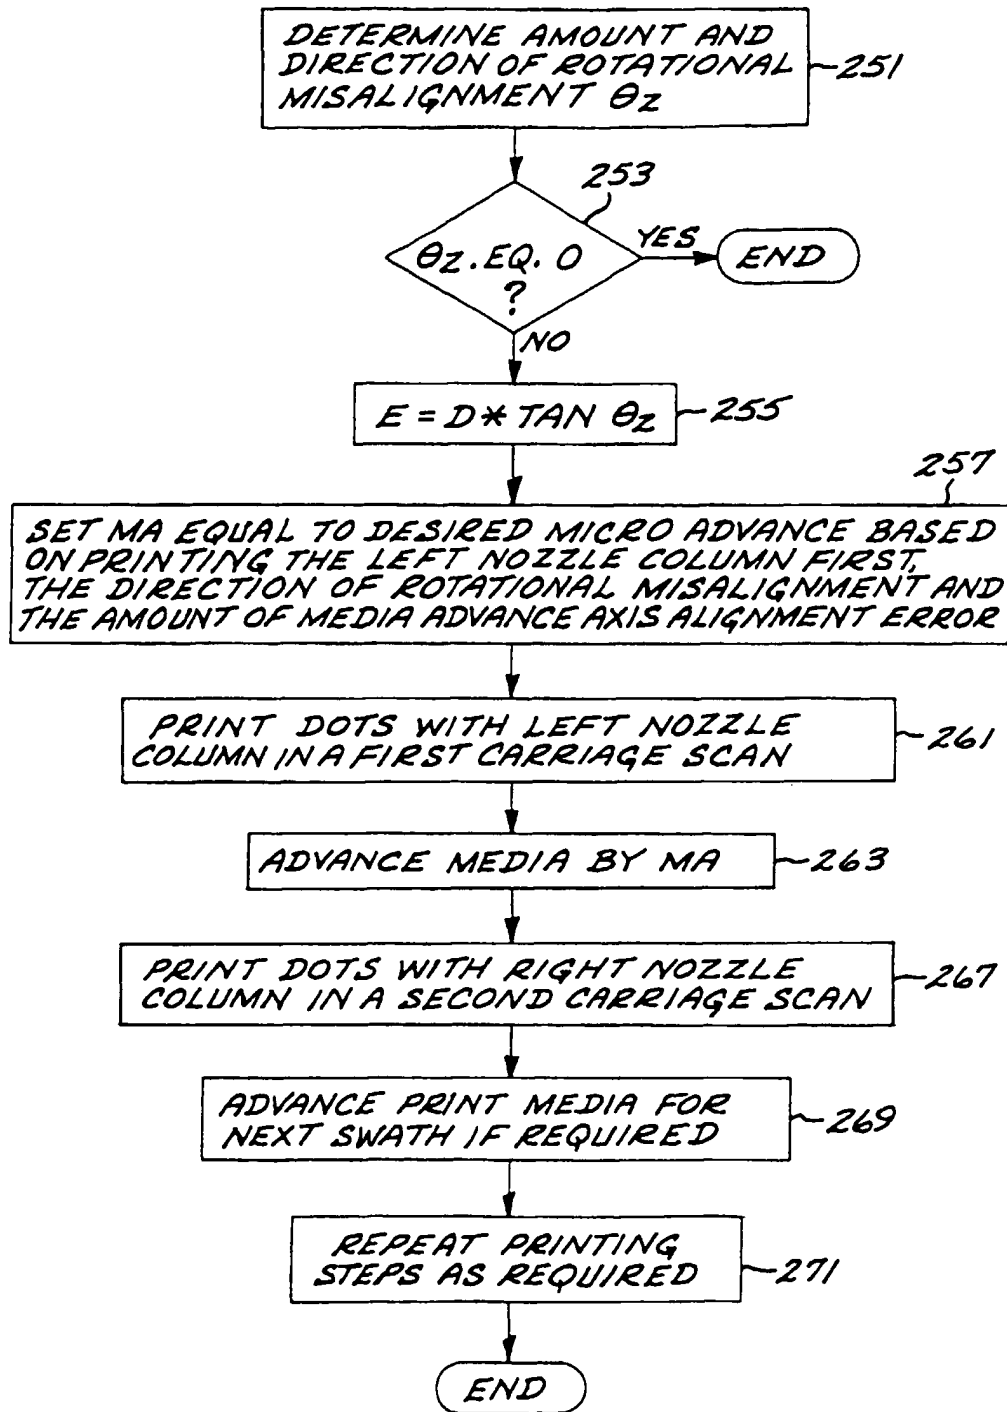 DETERMINE AMOUNT AND
DIRECTION OF ROTATIONAL
MISALIGNMENT θZ
251
253
θZ.EQ. 0
?
YES
END
NO
E = D* TAN θZ
255
257
SET MA EQUAL TO DESIRED MICRO ADVANCE BASED
ON PRINTING THE LEFT NOZZLE COLUMN FIRST,
THE DIRECTION OF ROTATIONAL MISALIGNMENT AND
THE AMOUNT OF MEDIA ADVANCE AXIS ALIGNMENT ERROR
PRINT DOTS WITH LEFT NOZZLE
COLUMN IN A FIRST CARRIAGE SCAN
261
ADVANCE MEDIA BY MA
263
PRINT DOTS WITH RIGHT NOZZLE
COLUMN IN A SECOND CARRIAGE SCAN
267
ADVANCE PRINT MEDIA FOR
NEXT SWATH IF REQUIRED
269
REPEAT PRINTING
STEPS AS REQUIRED
271
END